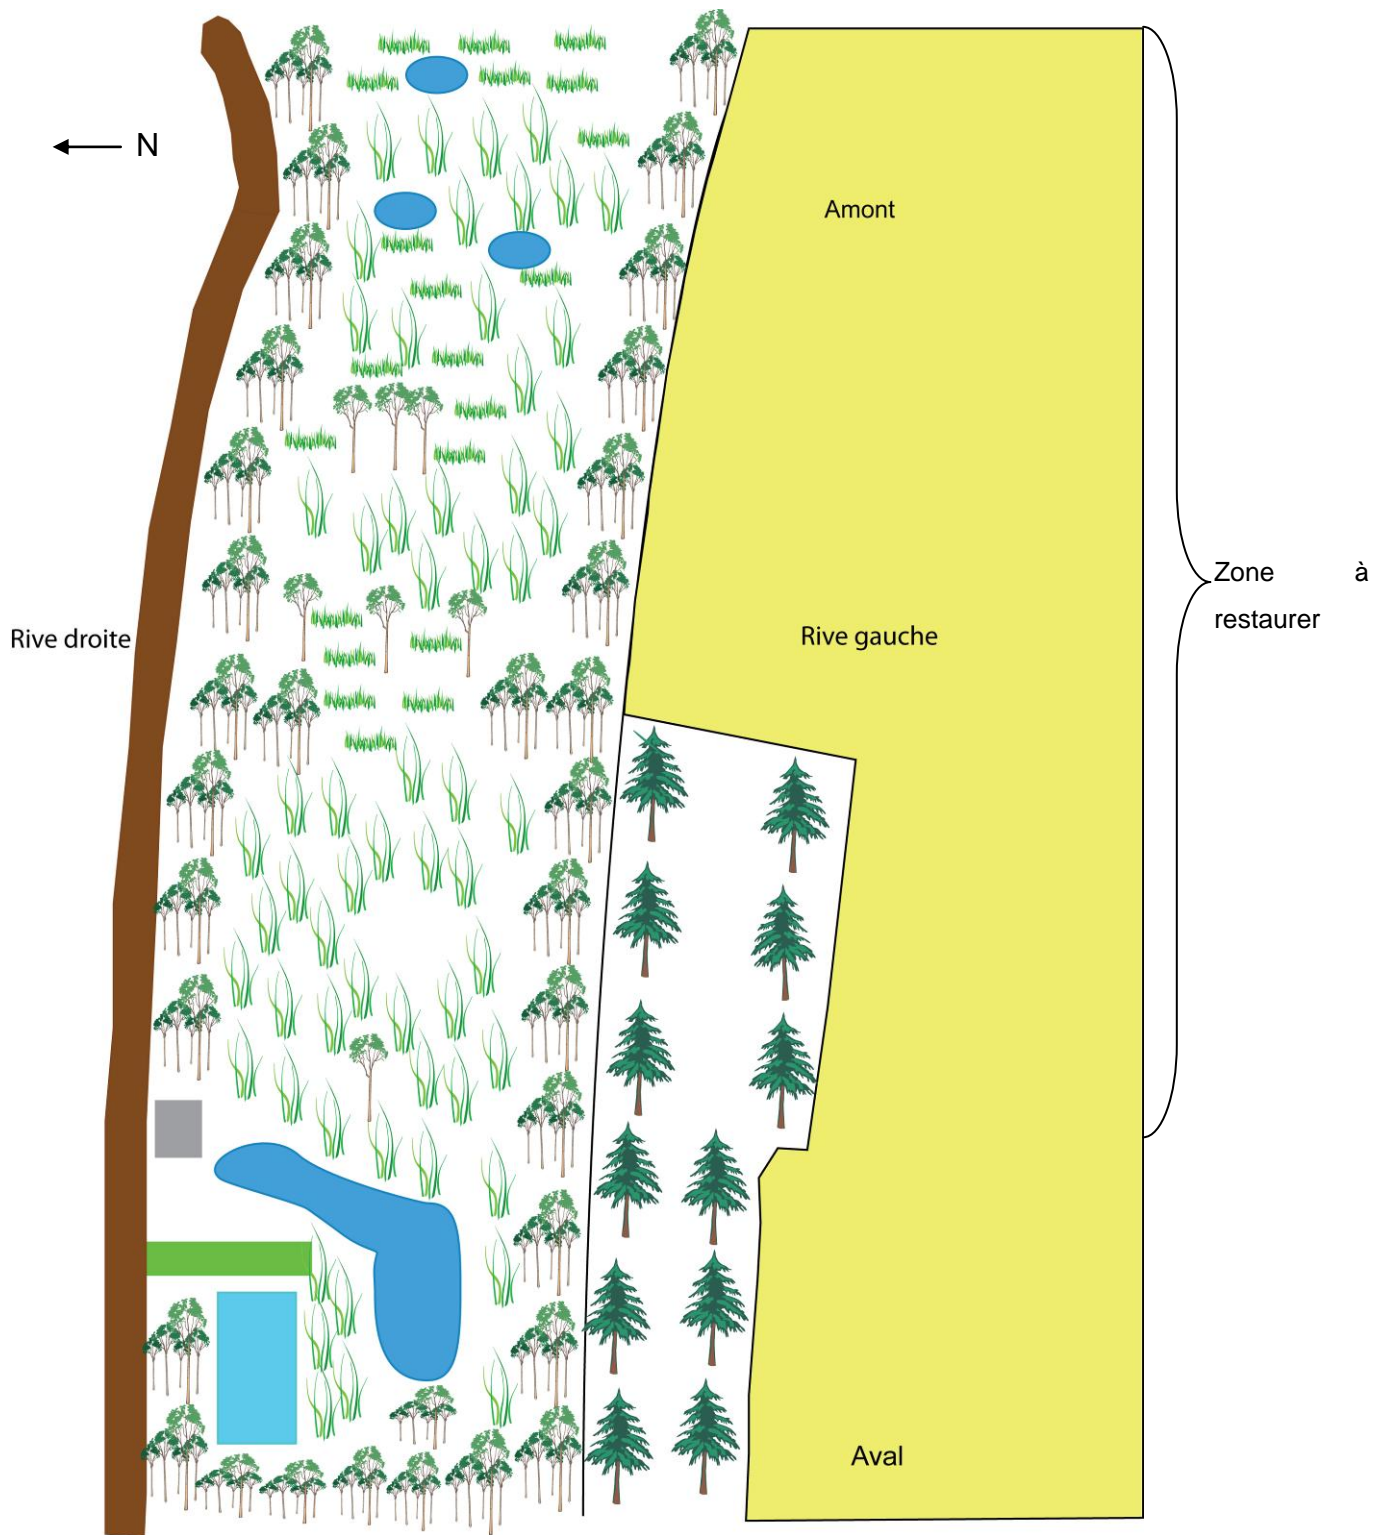 N
Amont
Zone à
restaurer
Rive droite
Rive gauche
Aval